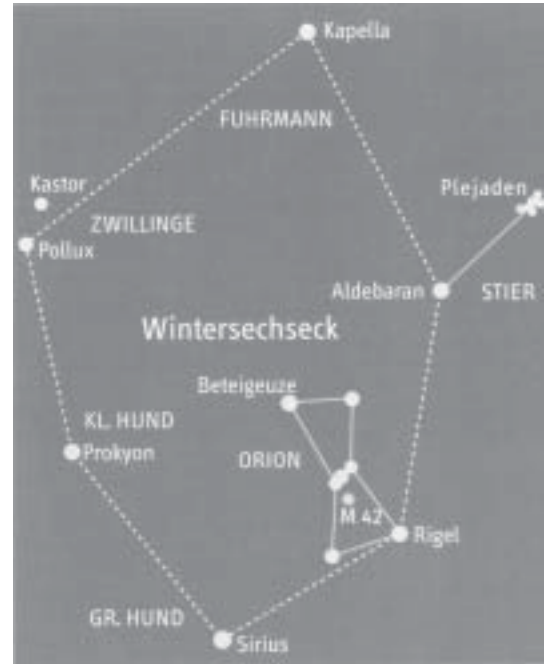 Kapella
FUHRMANN
Kastor
Plejaden
ZWILLINGE
Pollux
Aldebaran
STIER
Wintersechseck
Beteigeuze
KL. HUND
Prokyon
ORION
M 42
Rigel
GR. HUND
Sirius